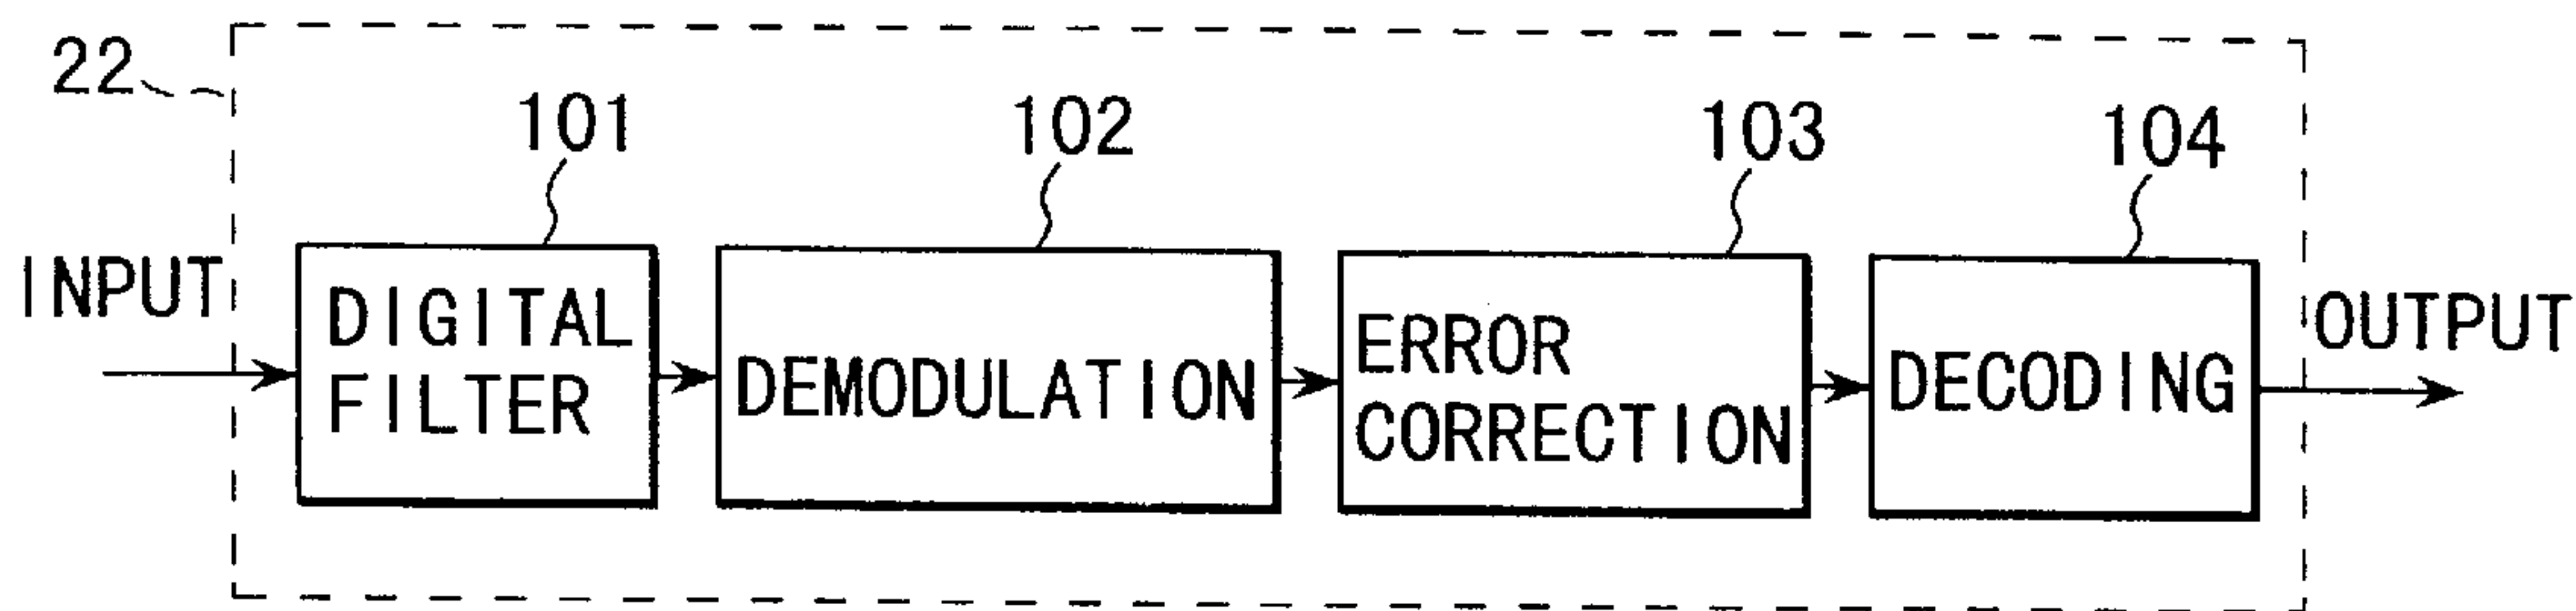 22
101
102
103
104
INPUT
DIGITAL
FILTER
DEMODULATION
ERROR
CORRECTION
DECODING
OUTPUT